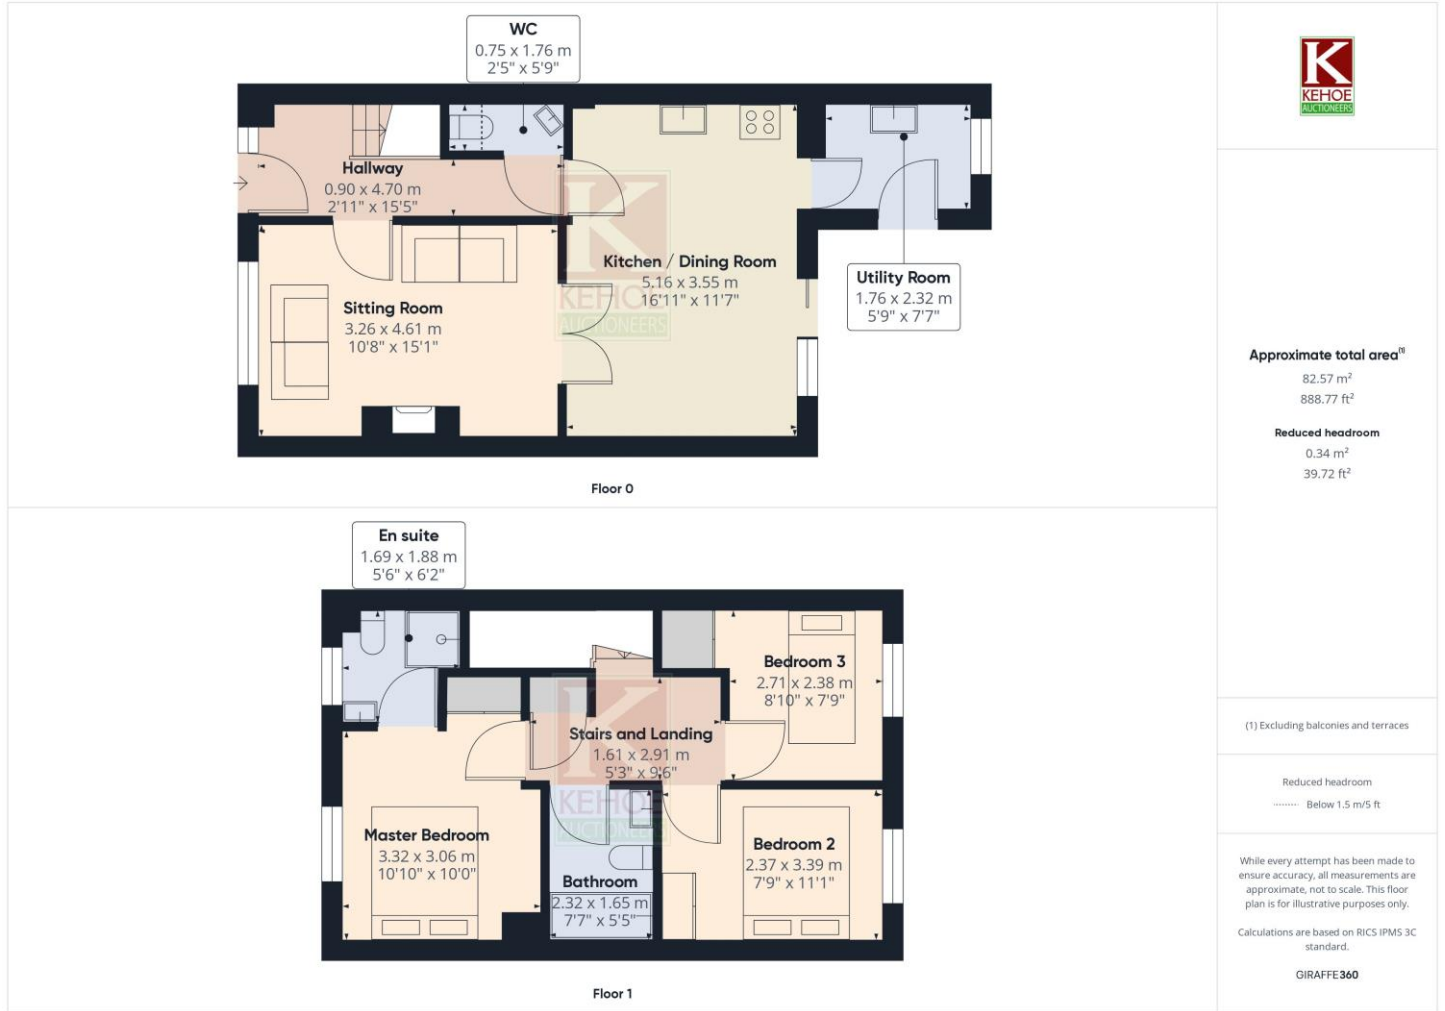 WC
0.75 x 1.76 m
2'5" x 5'9"
Hallway
0.90 x 4.70 m
2'11" x 15'5"
Kitchen / Dining Room
5.16 x 3.55 m
16'11" x 11'7"
Utility Room
1.76 x 2.32 m
5'9" x 7'7"
Sitting Room
3.26 x 4.61 m
10'8" x 15'1"
K
KEHOE
AUCTIONEERS
Floor 0
En suite
1.69 x 1.88 m
5'6" x 6'2"
Bedroom 3
2.71 x 2.38 m
8'10" x 7'9"
Stairs and Landing
1.61 x 2.91 m
5'3" x 9'6"
Master Bedroom
3.32 x 3.06 m
10'10" x 10'0"
Bedroom 2
2.37 x 3.39 m
7'9" x 11'1"
Bathroom
2.32 x 1.65 m
7'7" x 5'5"
K
KEHOE
AUCTIONEERS
Floor 1
K
KEHOE
AUCTIONEERS
Approximate total area(1)
82.57 m²
888.77 ft²
Reduced headroom
0.34 m²
39.72 ft²
(1) Excluding balconies and terraces
Reduced headroom
Below 1.5 m/5 ft
While every attempt has been made to
ensure accuracy, all measurements are
approximate, not to scale. This floor
plan is for illustrative purposes only.
Calculations are based on RICS IPMS 3C
standard.
GIRAFFE360